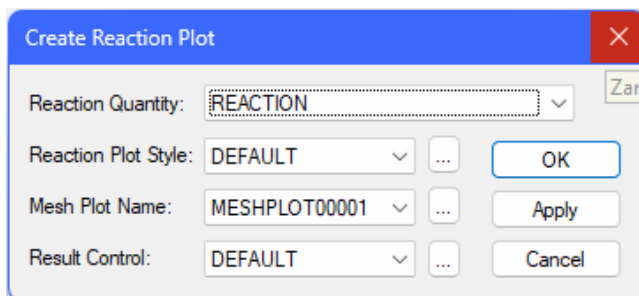 Create Reaction Plot
Reaction Quantity: REACTION
Zar
Reaction Plot Style: DEFAULT ... OK
Mesh Plot Name: MESHPLOT00001 ... Apply
Result Control: DEFAULT ... Cancel